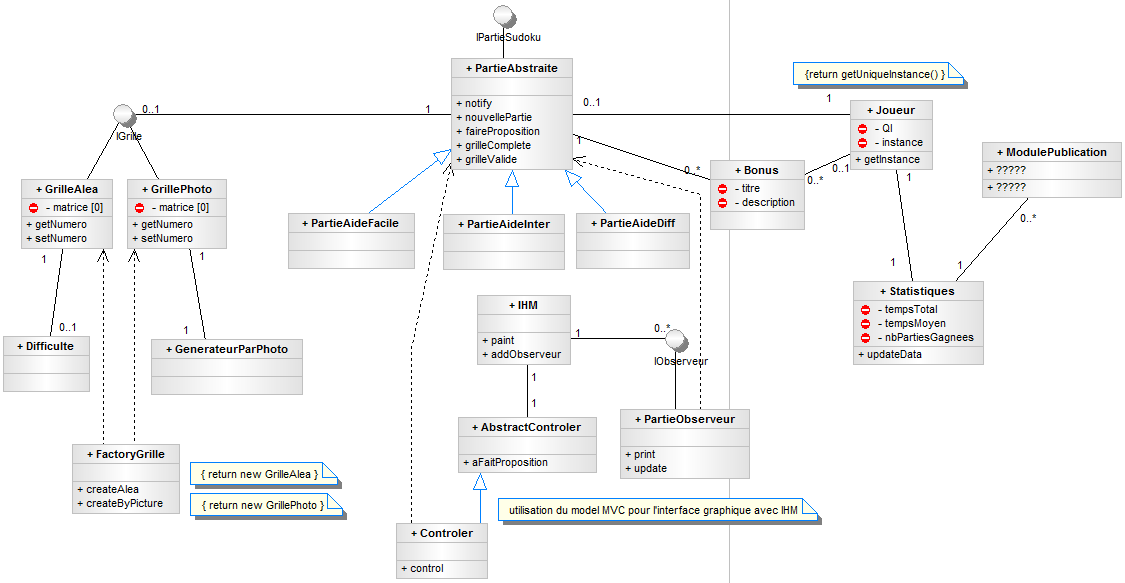 IPartieSudoku
+ PartieAbstraite
+ notify
+ nouvellePartie
+ faireProposition
+ grilleComplete
+ grilleValide
{return getUniqueInstance() }
0..1
1
0..1
1
IGrille
+ Joueur
- QI
- instance
+ getInstance
+ ModulePublication
+ ?????
+ ?????
1
0..*
+ Bonus
- titre
- description
0..*
0..1
1
0..*
+ GrilleAlea
- matrice [0]
+ getNumero
+ setNumero
+ GrillePhoto
- matrice [0]
+ getNumero
+ setNumero
+ PartieAideFacile
+ PartieAideInter
+ PartieAideDiff
1
1
1
1
+ Statistiques
- tempsTotal
- tempsMoyen
- nbPartiesGagnees
+ updateData
0..1
1
+ Difficulte
+ GenerateurParPhoto
+ IHM
+ paint
+ addObserveur
1
0..*
IObserveur
1
1
+ AbstractControler
+ aFaitProposition
+ PartieObserveur
+ print
+ update
+ FactoryGrille
+ createAlea
+ createByPicture
{ return new GrilleAlea }
{ return new GrillePhoto }
utilisation du model MVC pour l'interface graphique avec IHM
+ Controler
+ control